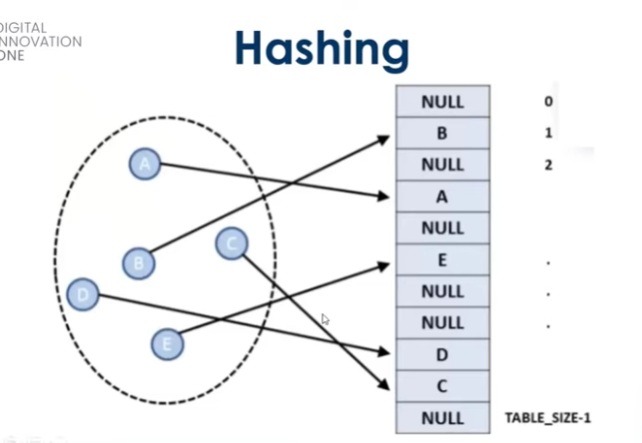 DIGITAL
INNOVATION
ONE
Hashing
NULL 0
B 1
NULL 2
A
NULL
E .
NULL .
NULL .
D
C
NULL TABLE_SIZE-1
A
B
C
D
E